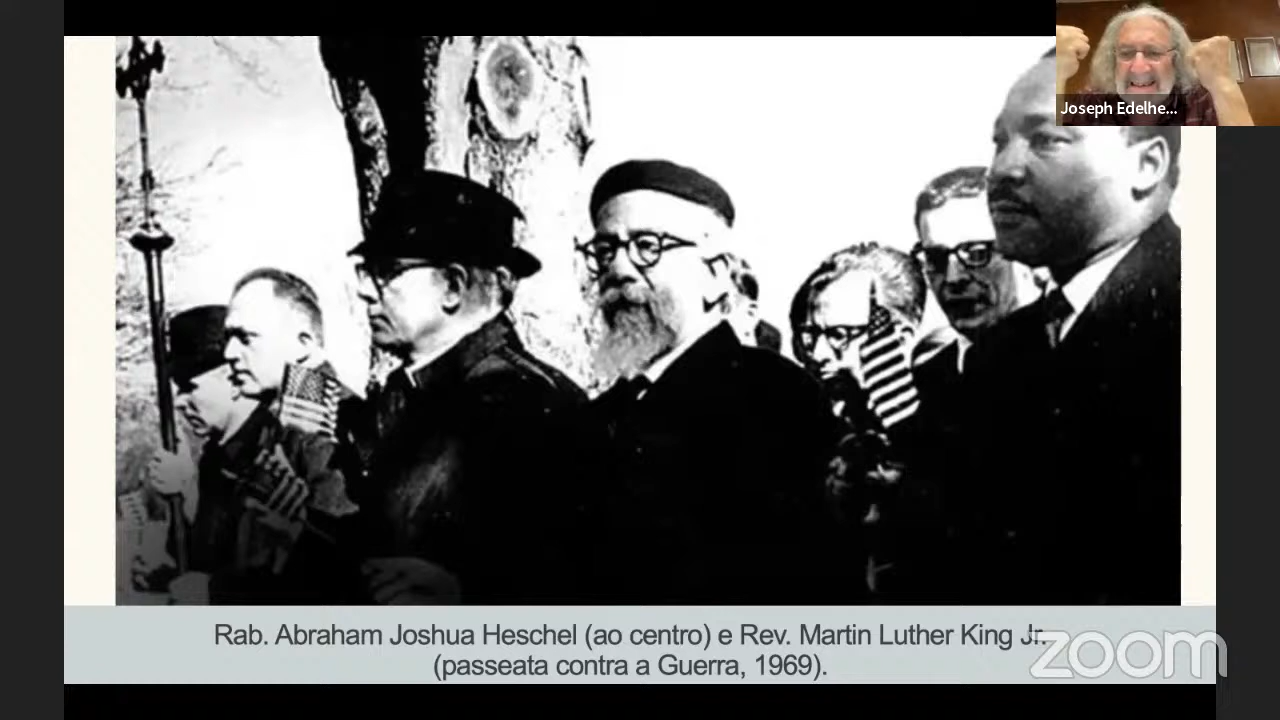 Joseph Edelhe...
Rab. Abraham Joshua Heschel (ao centro) e Rev. Martin Luther King Jr.
(passeata contra a Guerra, 1969).
zoom